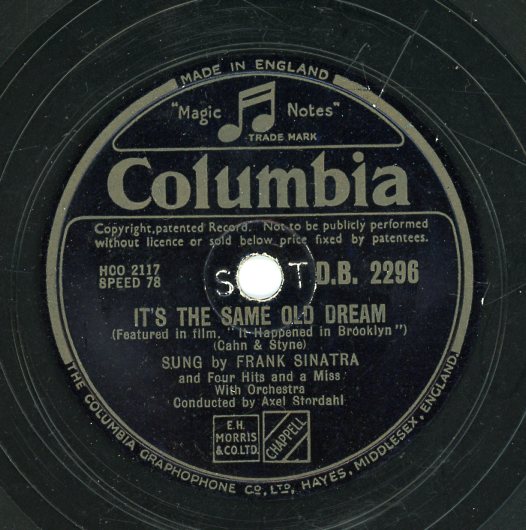 MADE IN ENGLAND
"Magic Notes"
TRADE MARK
Columbia
Copyright, patented Record. Not to be publicly performed
without licence or sold below price fixed by patentees.
HCO 2117
SPEED 78
D.B. 2296
IT'S THE SAME OLD DREAM
(Featured in film, "It Happened in Brooklyn")
(Cahn & Styne)
SUNG by FRANK SINATRA
and Four Hits and a Miss
With Orchestra
Conducted by Axel Stordahl
E.H.
MORRIS
& CO. LTD.
CHAPPELL
THE COLUMBIA GRAPHOPHONE CO., LTD., HAYES, MIDDLESEX, ENGLAND.